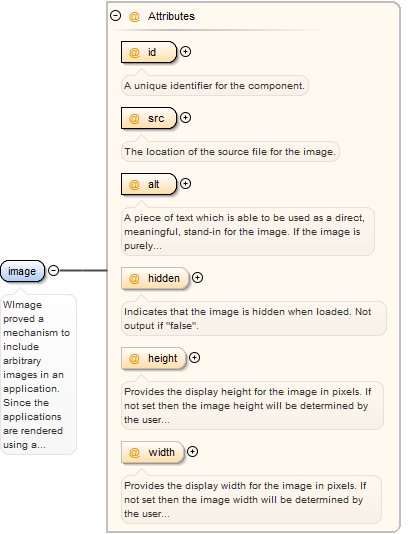 @ Attributes
@ id
A unique identifier for the component.
@ src
The location of the source file for the image.
@ alt
A piece of text which is able to be used as a direct,
meaningful, stand-in for the image. If the image is
purely...
image
WImage
proved a
mechanism to
include
arbitrary
images in an
application.
Since the
applications
are rendered
using a...
@ hidden
Indicates that the image is hidden when loaded. Not
output if "false".
@ height
Provides the display height for the image in pixels. If
not set then the image height will be determined by
the user...
@ width
Provides the display width for the image in pixels. If
not set then the image width will be determined by
the user...